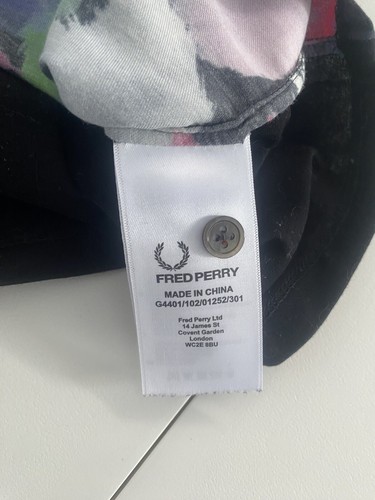 FRED PERRY
MADE IN CHINA
G4401/102/01252/301
Fred Perry Ltd
14 James St
Covent Garden
London
WC2E 8BU